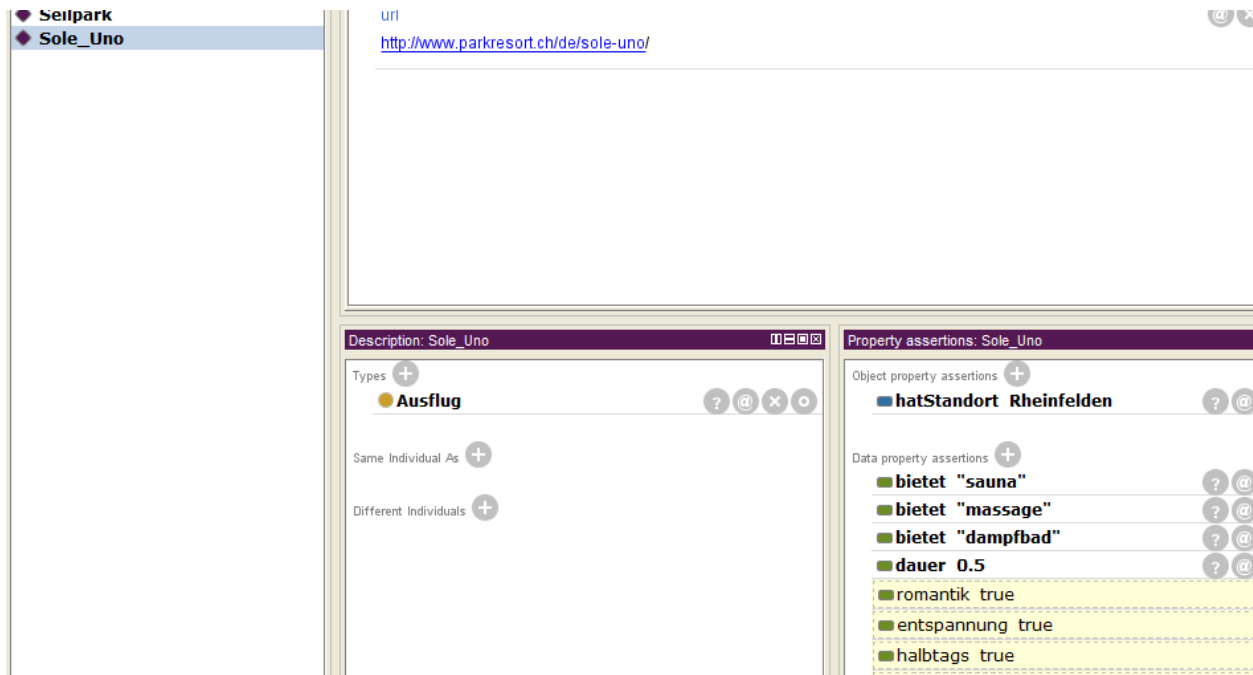 Seilpark
Sole_Uno
url
http://www.parkresort.ch/de/sole-uno/
Description: Sole_Uno
Types
Ausflug
Same Individual As
Different Individuals
Property assertions: Sole_Uno
Object property assertions
hatStandort Rheinfelden
Data property assertions
bietet "sauna"
bietet "massage"
bietet "dampfbad"
dauer 0.5
romantik true
entspannung true
halbtags true